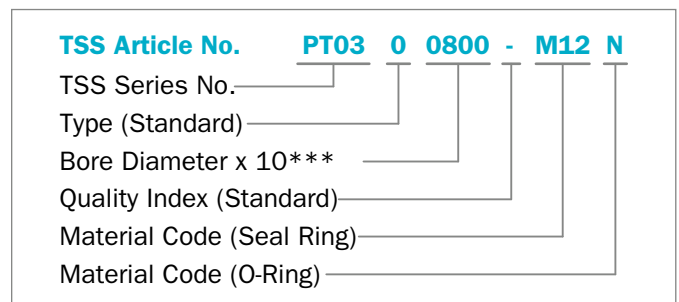 TSS Article No. PT03 0 0800 - M12 N
TSS Series No.
Type (Standard)
Bore Diameter x 10***
Quality Index (Standard)
Material Code (Seal Ring)
Material Code (O-Ring)